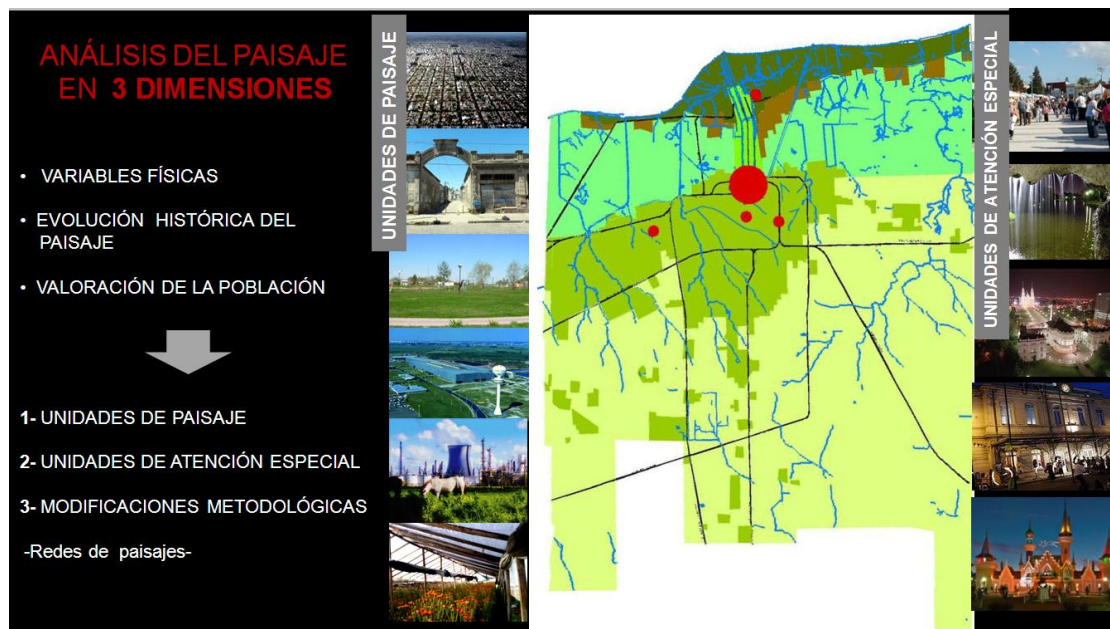 ANÁLISIS DEL PAISAJE
EN 3 DIMENSIONES
• VARIABLES FÍSICAS
• EVOLUCIÓN HISTÓRICA DEL
PAISAJE
• VALORACIÓN DE LA POBLACIÓN
1- UNIDADES DE PAISAJE
2- UNIDADES DE ATENCIÓN ESPECIAL
3- MODIFICACIONES METODOLÓGICAS
-Redes de paisajes-
UNIDADES DE PAISAJE
UNIDADES DE ATENCIÓN ESPECIAL